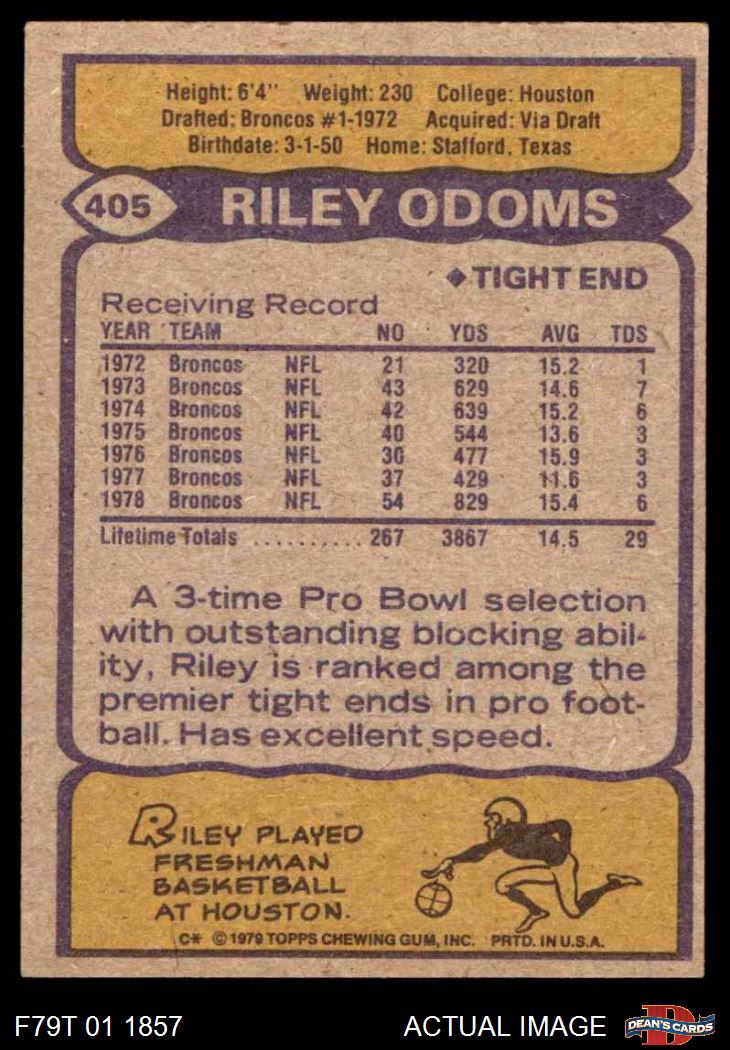 Height: 6'4" Weight: 230 College: Houston
Drafted: Broncos #1-1972 Acquired: Via Draft
Birthdate: 3-1-50 Home: Stafford, Texas
405 RILEY ODOMS
◆TIGHT END
Receiving Record
YEAR TEAM NO YDS AVG TDS
1972 Broncos NFL 21 320 15.2 1
1973 Broncos NFL 43 629 14.6 7
1974 Broncos NFL 42 639 15.2 6
1975 Broncos NFL 40 544 13.6 3
1976 Broncos NFL 30 477 15.9 3
1977 Broncos NFL 37 429 11.6 3
1978 Broncos NFL 54 829 15.4 6
Lifetime Totals .......... 267 3867 14.5 29
A 3-time Pro Bowl selection
with outstanding blocking abil-
ity, Riley is ranked among the
premier tight ends in pro foot-
ball. Has excellent speed.
RILEY PLAYED
FRESHMAN
BASKETBALL
AT HOUSTON.
C* © 1979 TOPPS CHEWING GUM, INC. PRTD. IN U.S.A.
F79T 01 1857 ACTUAL IMAGE D DEAN'S CARDS